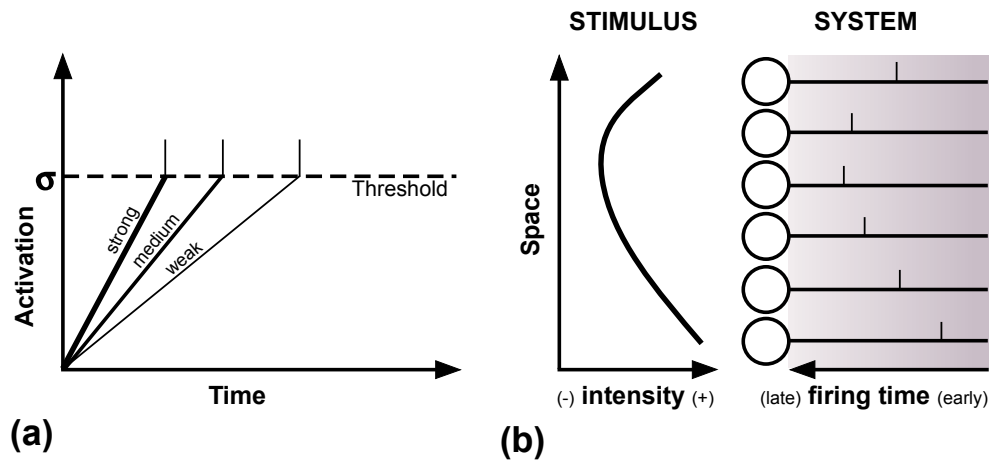 STIMULUS
SYSTEM
σ
Threshold
strong
medium
weak
Activation
Time
(a)
Space
(-) intensity (+)
(late) firing time (early)
(b)